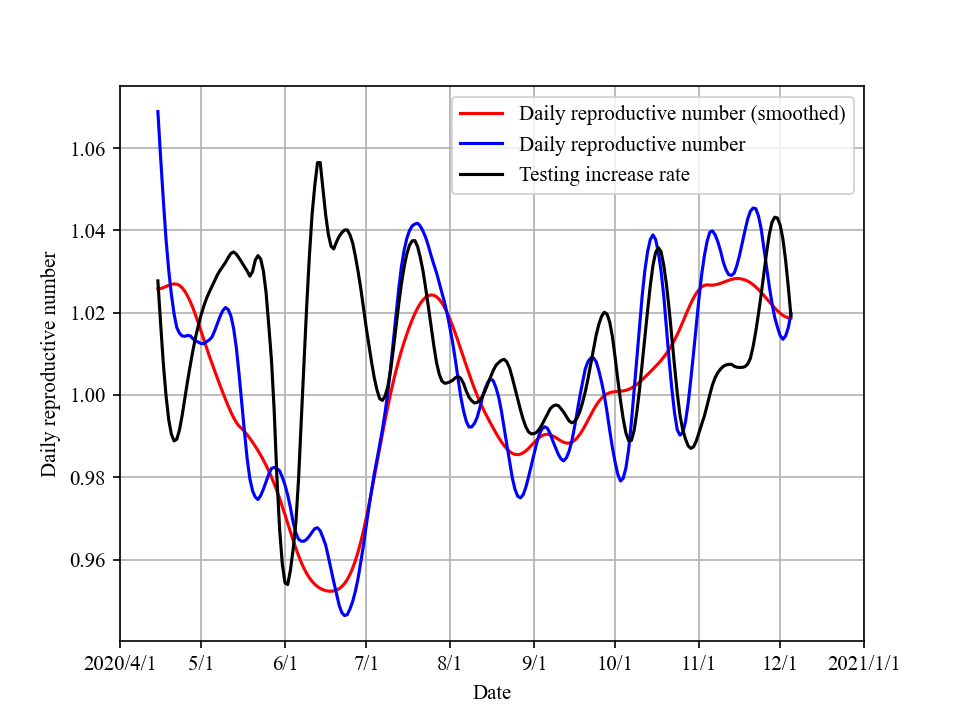 Daily reproductive number (smoothed)
Daily reproductive number
Testing increase rate
1.06
1.04
1.02
1.00
0.98
0.96
Daily reproductive number
2020/4/1 5/1 6/1 7/1 8/1 9/1 10/1 11/1 12/1 2021/1/1
Date